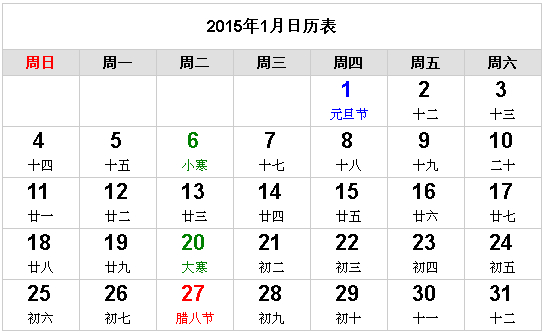 2015年1月日历表
周日 周一 周二 周三 周四 周五 周六
1 2 3
元旦节 十二 十三
4 5 6 7 8 9 10
十四 十五 小寒 十七 十八 十九 二十
11 12 13 14 15 16 17
廿一 廿二 廿三 廿四 廿五 廿六 廿七
18 19 20 21 22 23 24
廿八 廿九 大寒 初二 初三 初四 初五
25 26 27 28 29 30 31
初六 初七 腊八节 初九 初十 十一 十二